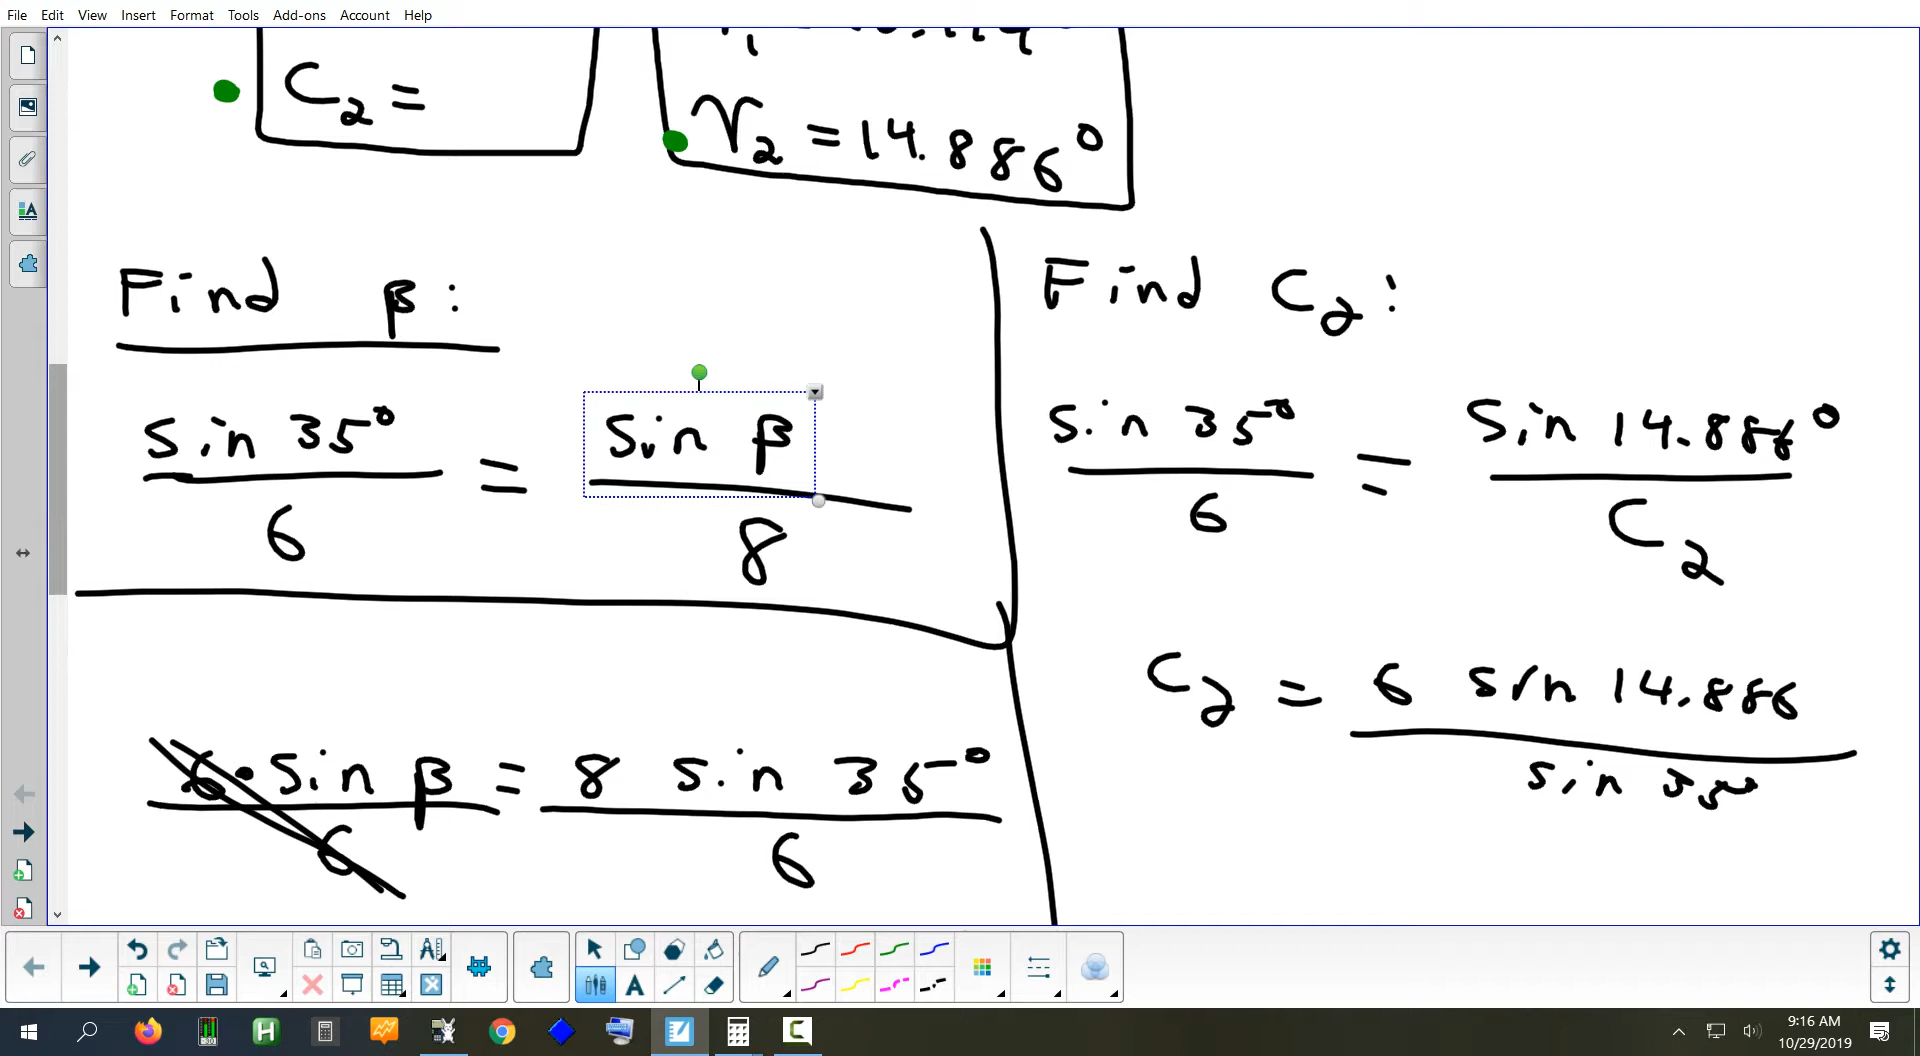 File Edit View Insert Format Tools Add-ons Account Help
C₂ =
γ₂ = 14.886°
Find β:
sin 35° / 6 = sin β / 8
6 · sin β / 6 = 8 sin 35° / 6
Find C₂:
sin 35° / 6 = sin 14.886° / C₂
C₂ = 6 sin 14.886 / sin 35°
9:16 AM
10/29/2019